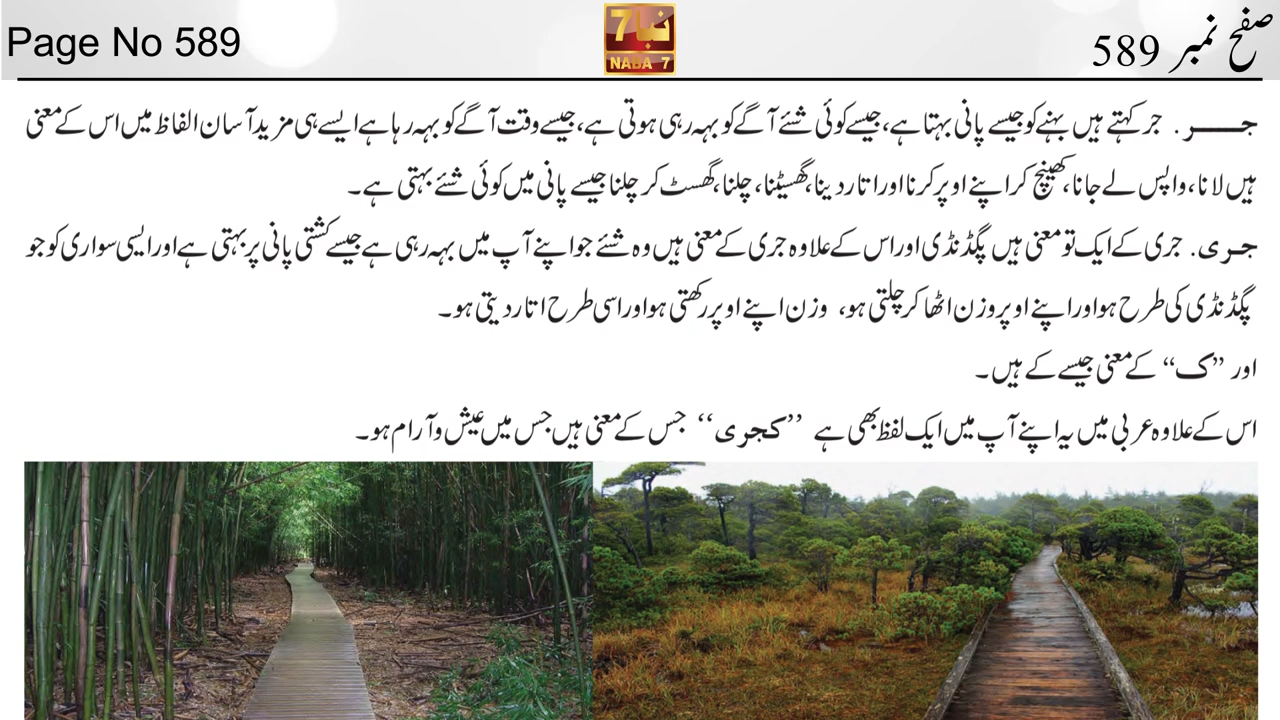 Page No 589
نبا7
NABA 7
صفح نمبر 589
جر. جر کہتے ہیں بہنے کو جیسے پانی بہتا ہے، جیسے کوئی شئے آگے کو بہہ رہی ہوتی ہے، جیسے وقت آگے کو بہہ رہا ہے ایسے ہی مزید آسان الفاظ میں اس کے معنی
ہیں لانا، واپس لے جانا، کھینچ کر اپنے اوپر کرنا اور اتار دینا، گھسیٹنا، چلنا، گھسٹ کر چلنا جیسے پانی میں کوئی شئے بہتی ہے۔
جری. جری کے ایک تو معنی ہیں پگڈنڈی اور اس کے علاوہ جری کے معنی ہیں وہ شئے جو اپنے آپ میں بہہ رہی ہے جیسے کشتی پانی پر بہتی ہے اور ایسی سواری کو جو
پگڈنڈی کی طرح ہو اور اپنے اوپر وزن اٹھا کر چلتی ہو، وزن اپنے اوپر رکھتی ہو اور اسی طرح اتار دیتی ہو۔
اور ’’ک‘‘ کے معنی جیسے کے ہیں۔
اس کے علاوہ عربی میں یہ اپنے آپ میں ایک لفظ بھی ہے ’’کجری‘‘ جس کے معنی ہیں جس میں عیش و آرام ہو۔